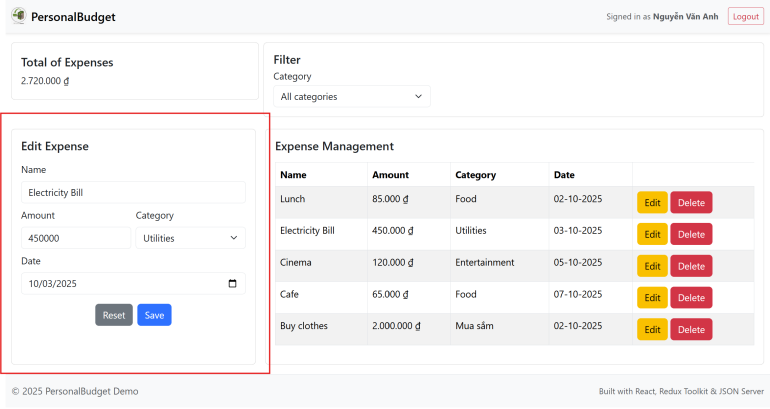 PersonalBudget
Signed in as Nguyễn Văn Anh
Logout
Total of Expenses
2.720.000 ₫
Filter
Category
All categories
Edit Expense
Name
Electricity Bill
Amount Category
450000 Utilities
Date
10/03/2025
Reset Save
Expense Management
Name Amount Category Date
Lunch 85.000 ₫ Food 02-10-2025 Edit Delete
Electricity Bill 450.000 ₫ Utilities 03-10-2025 Edit Delete
Cinema 120.000 ₫ Entertainment 05-10-2025 Edit Delete
Cafe 65.000 ₫ Food 07-10-2025 Edit Delete
Buy clothes 2.000.000 ₫ Mua sắm 02-10-2025 Edit Delete
© 2025 PersonalBudget Demo
Built with React, Redux Toolkit & JSON Server